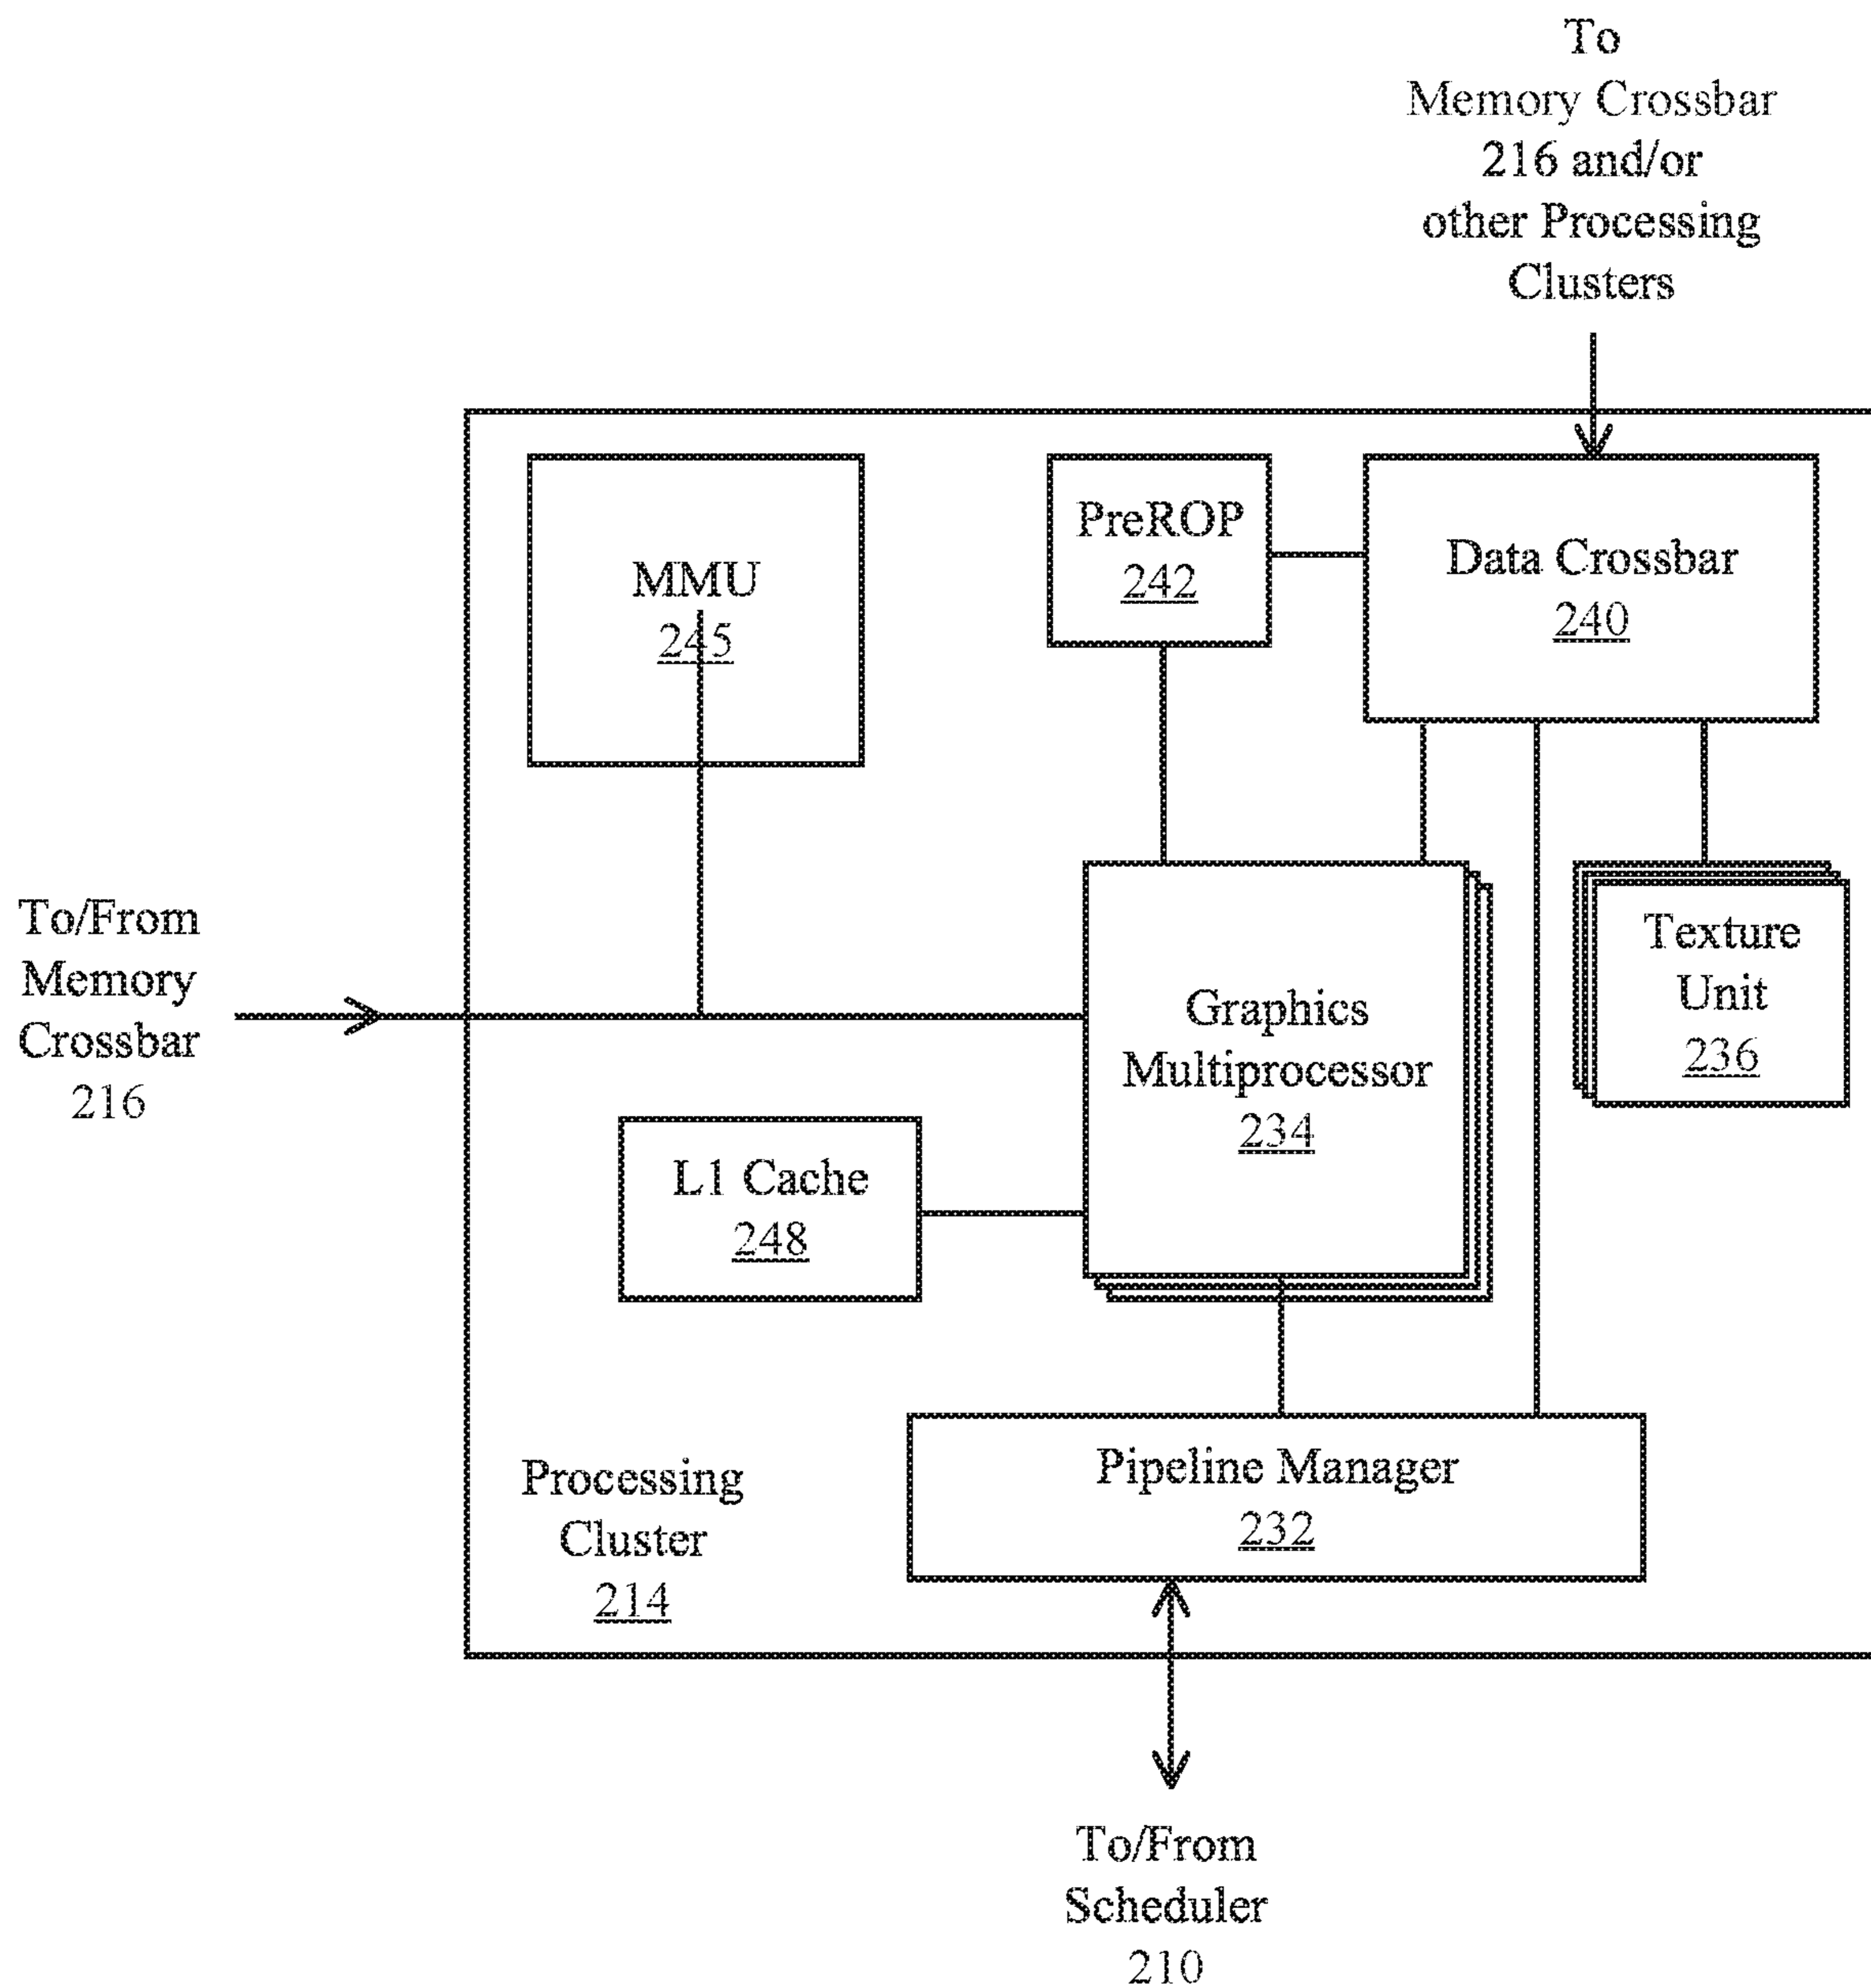 To
Memory Crossbar
216 and/or
other Processing
Clusters
MMU
245
PreROP
242
Data Crossbar
240
To/From
Memory
Crossbar
216
Graphics
Multiprocessor
234
Texture
Unit
236
L1 Cache
248
Pipeline Manager
232
Processing
Cluster
214
To/From
Scheduler
210